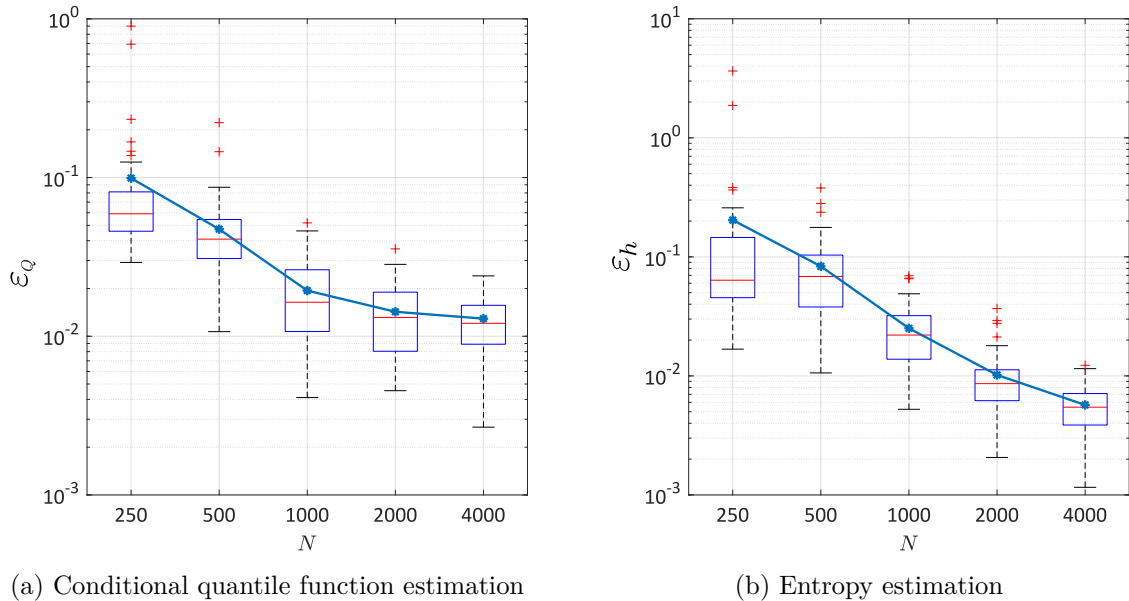 10^0
10^-1
10^-2
10^-3
ε_Q
250 500 1000 2000 4000
N
(a) Conditional quantile function estimation
10^1
10^0
10^-1
10^-2
10^-3
ε_h
250 500 1000 2000 4000
N
(b) Entropy estimation